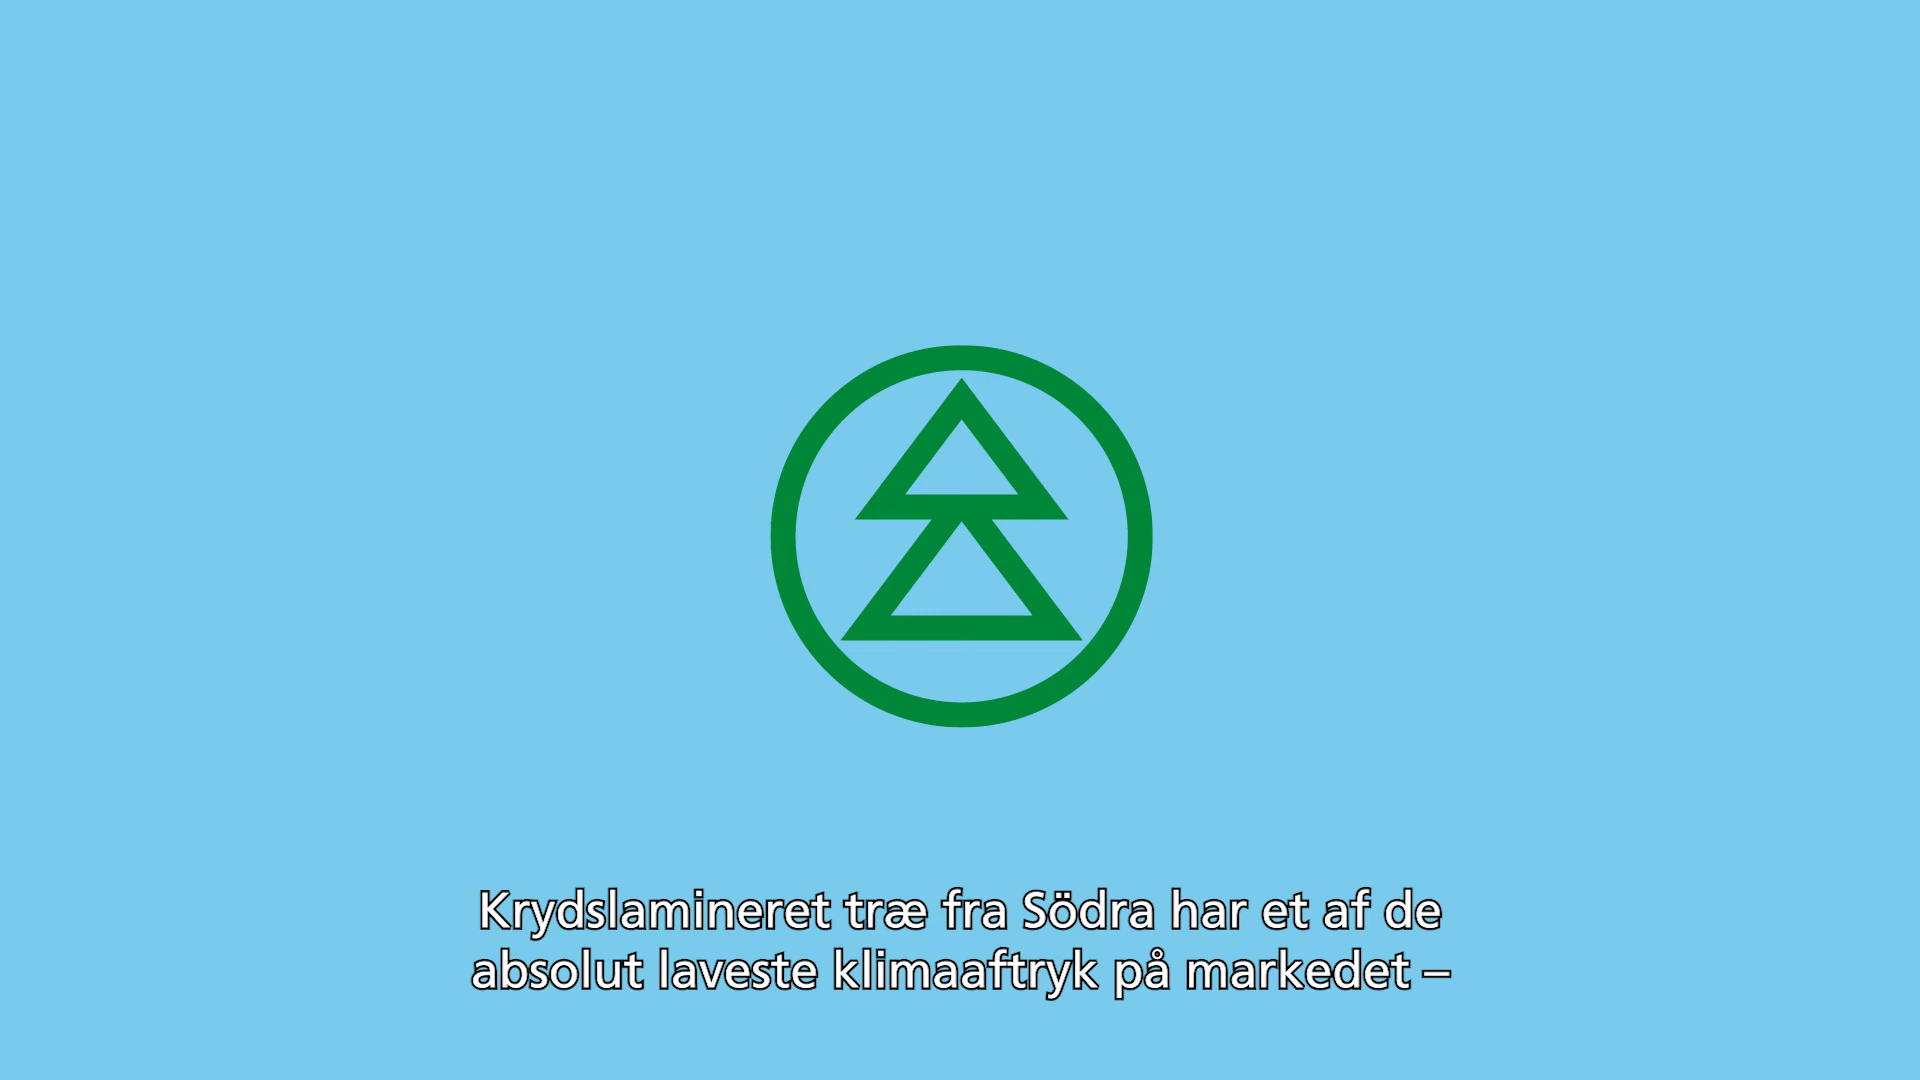 Krydslamineret træ fra Södra har et af de
absolut laveste klimaaftryk på markedet –